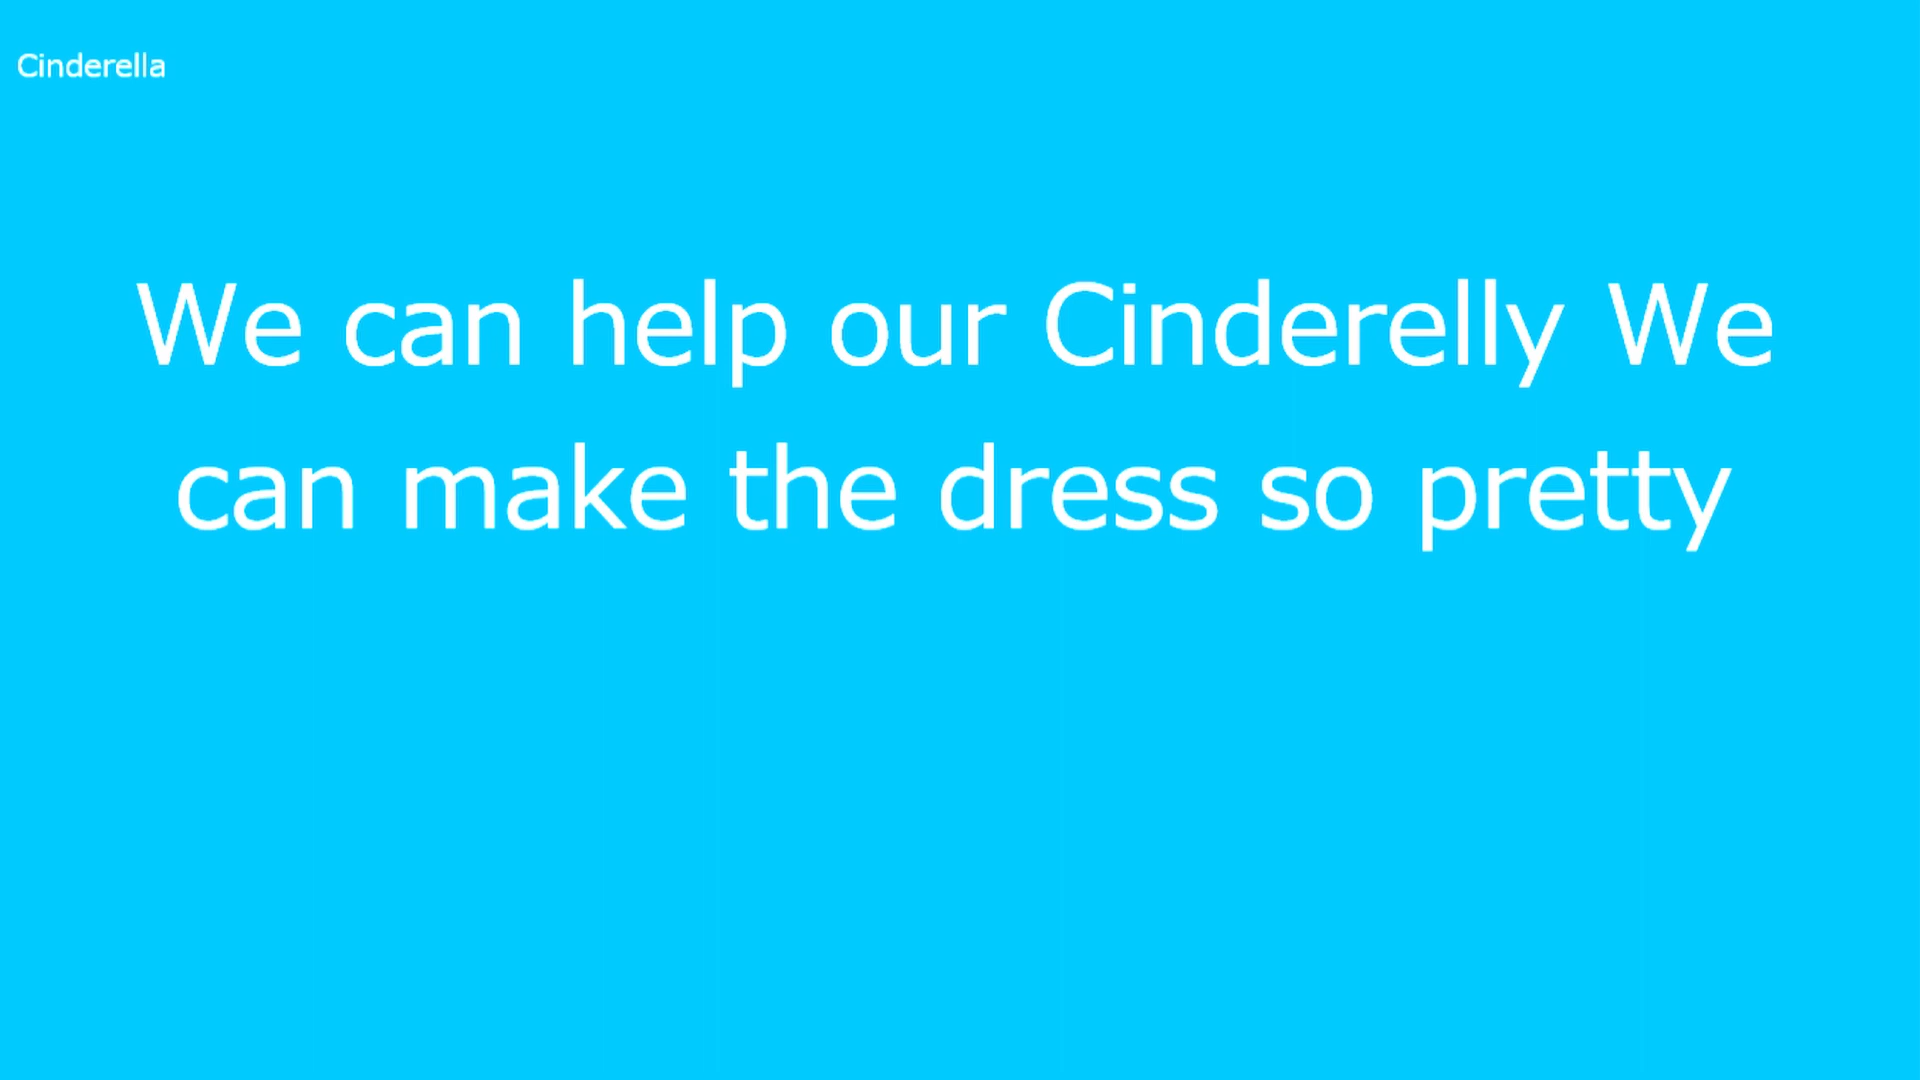 Cinderella
We can help our Cinderelly We
can make the dress so pretty